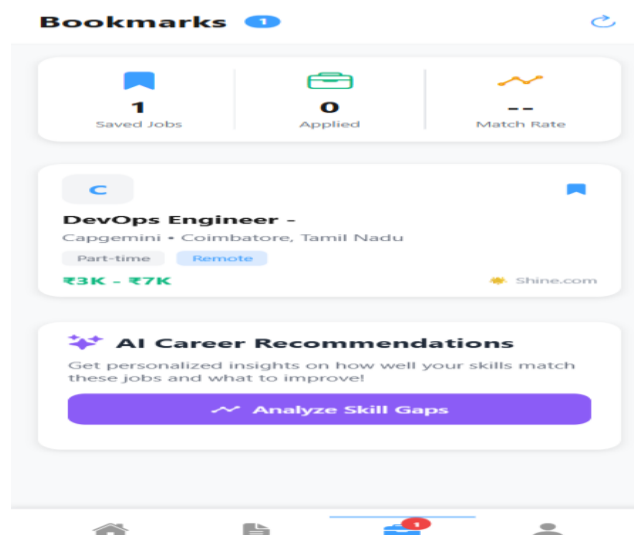 Bookmarks 1
1 0 --
Saved Jobs Applied Match Rate
C
DevOps Engineer -
Capgemini • Coimbatore, Tamil Nadu
Part-time Remote
₹3K - ₹7K Shine.com
AI Career Recommendations
Get personalized insights on how well your skills match
these jobs and what to improve!
Analyze Skill Gaps
1